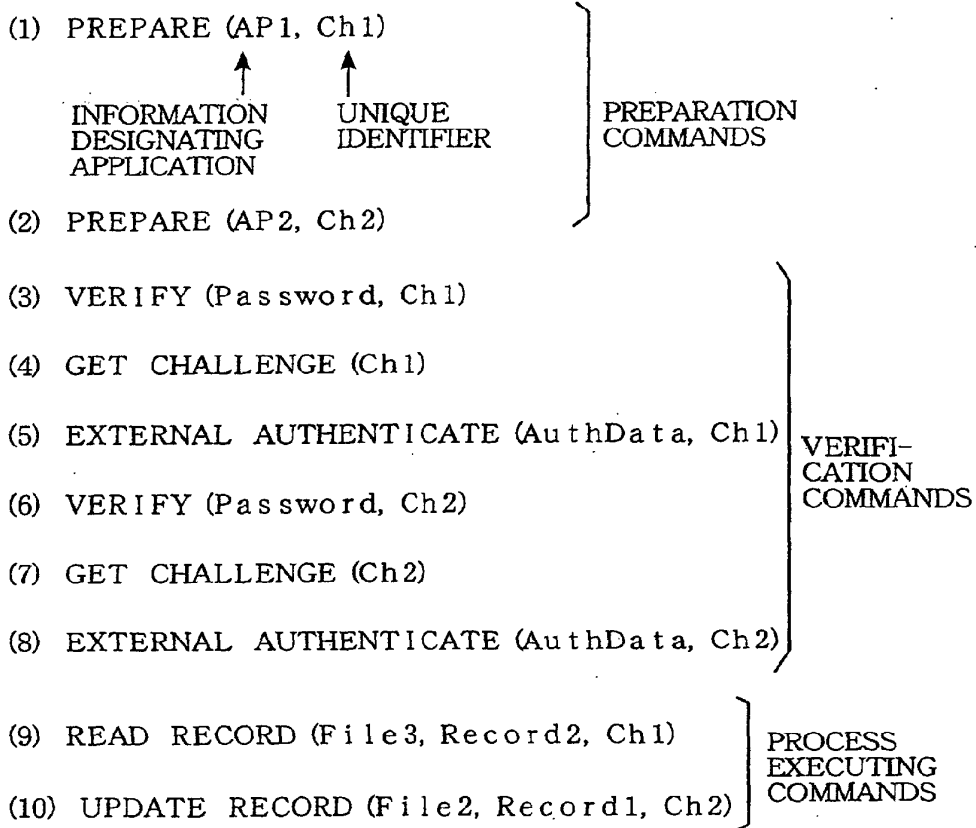 (1) PREPARE (AP1, Ch1)
INFORMATION DESIGNATING APPLICATION
UNIQUE IDENTIFIER
PREPARATION COMMANDS
(2) PREPARE (AP2, Ch2)
(3) VERIFY (Password, Ch1)
(4) GET CHALLENGE (Ch1)
(5) EXTERNAL AUTHENTICATE (AuthData, Ch1)
(6) VERIFY (Password, Ch2)
(7) GET CHALLENGE (Ch2)
(8) EXTERNAL AUTHENTICATE (AuthData, Ch2)
VERIFI-
CATION
COMMANDS
(9) READ RECORD (File3, Record2, Ch1)
(10) UPDATE RECORD (File2, Record1, Ch2)
PROCESS
EXECUTING
COMMANDS